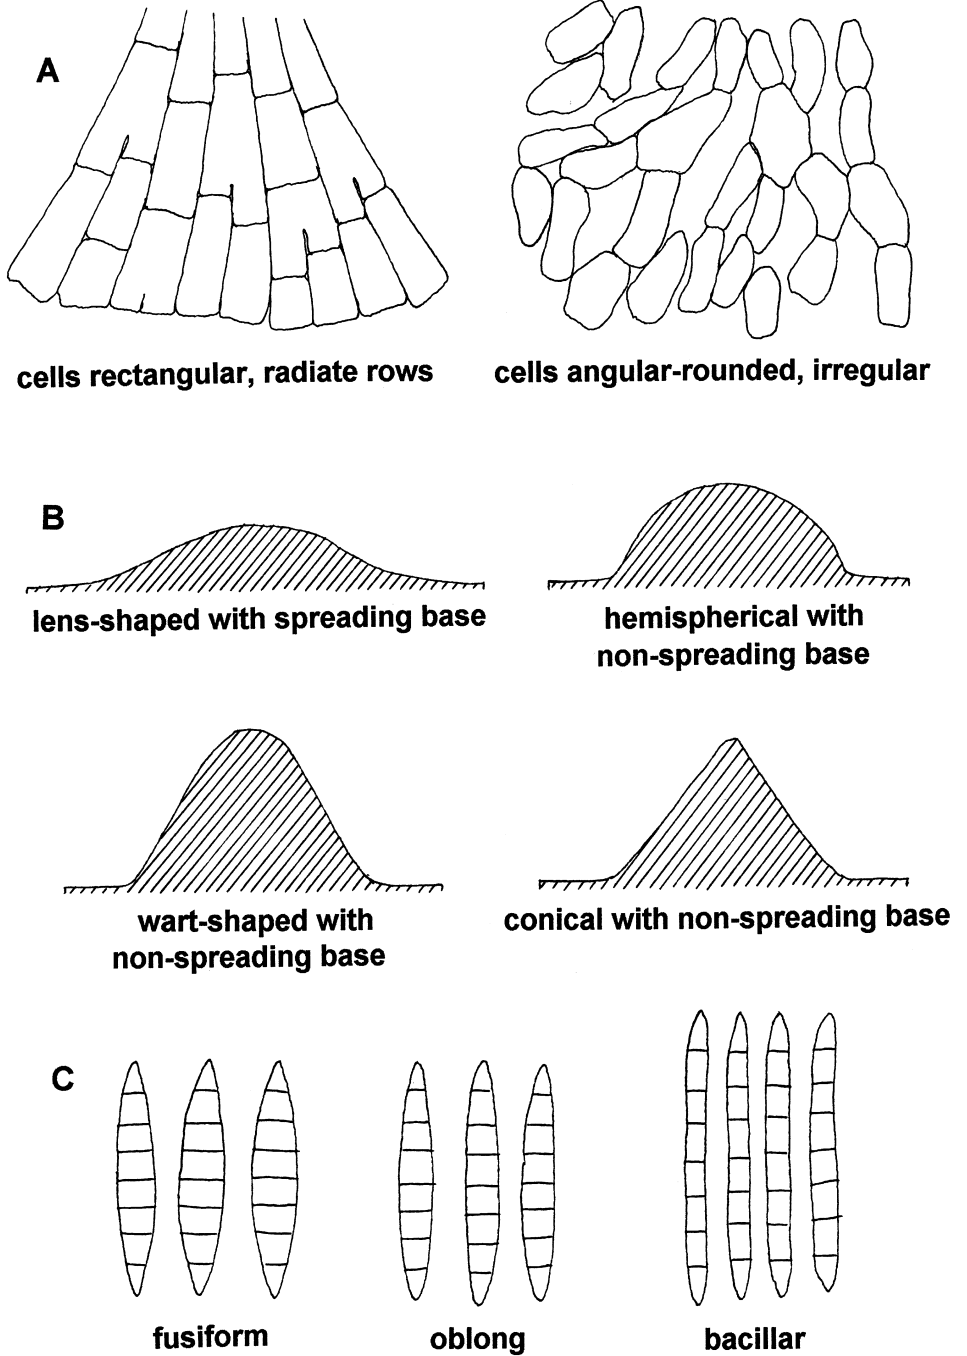 A
cells rectangular, radiate rows
cells angular-rounded, irregular
B
lens-shaped with spreading base
hemispherical with
non-spreading base
wart-shaped with
non-spreading base
conical with non-spreading base
C
fusiform
oblong
bacillar